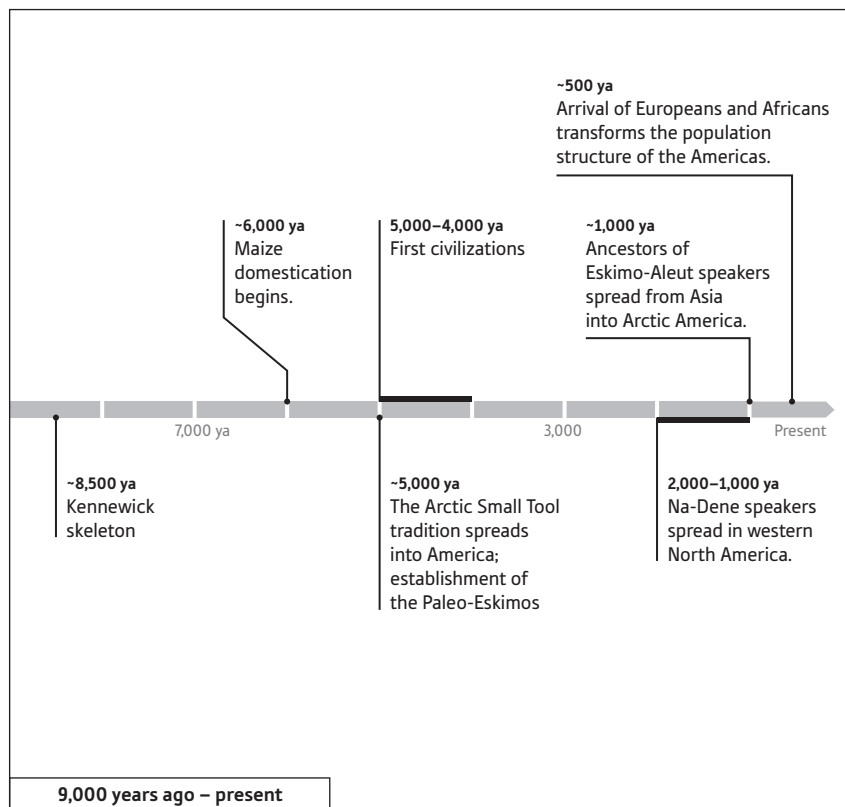 ~500 ya
Arrival of Europeans and Africans
transforms the population
structure of the Americas.
~6,000 ya
Maize
domestication
begins.
5,000–4,000 ya
First civilizations
~1,000 ya
Ancestors of
Eskimo-Aleut speakers
spread from Asia
into Arctic America.
7,000 ya
3,000
Present
~8,500 ya
Kennewick
skeleton
~5,000 ya
The Arctic Small Tool
tradition spreads
into America;
establishment of
the Paleo-Eskimos
2,000–1,000 ya
Na-Dene speakers
spread in western
North America.
9,000 years ago – present